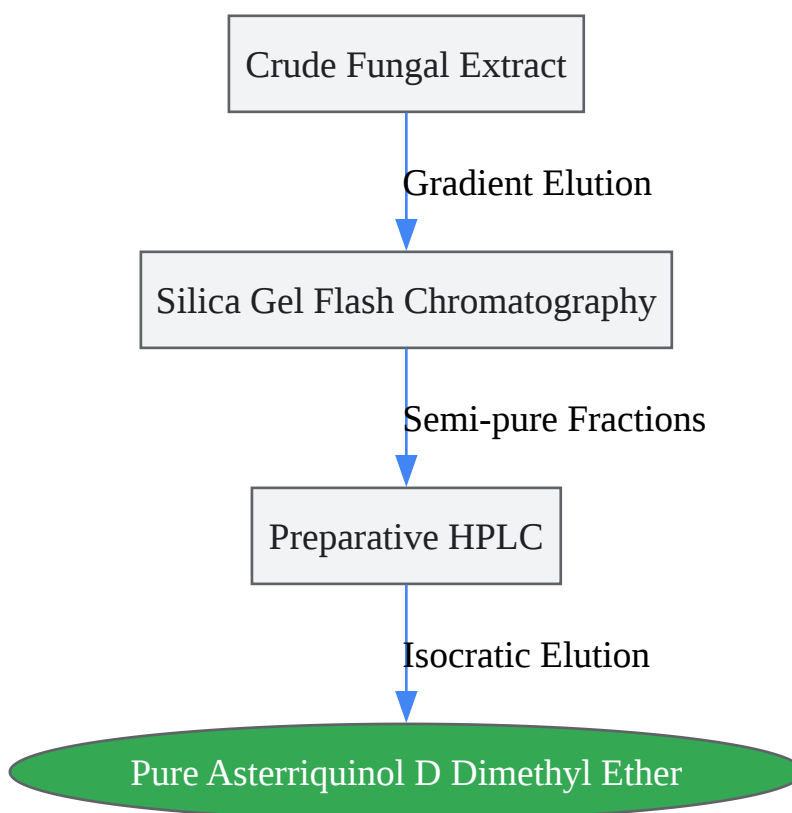 Crude Fungal Extract
Gradient Elution
Silica Gel Flash Chromatography
Semi-pure Fractions
Preparative HPLC
Isocratic Elution
Pure Asterriquinol D Dimethyl Ether